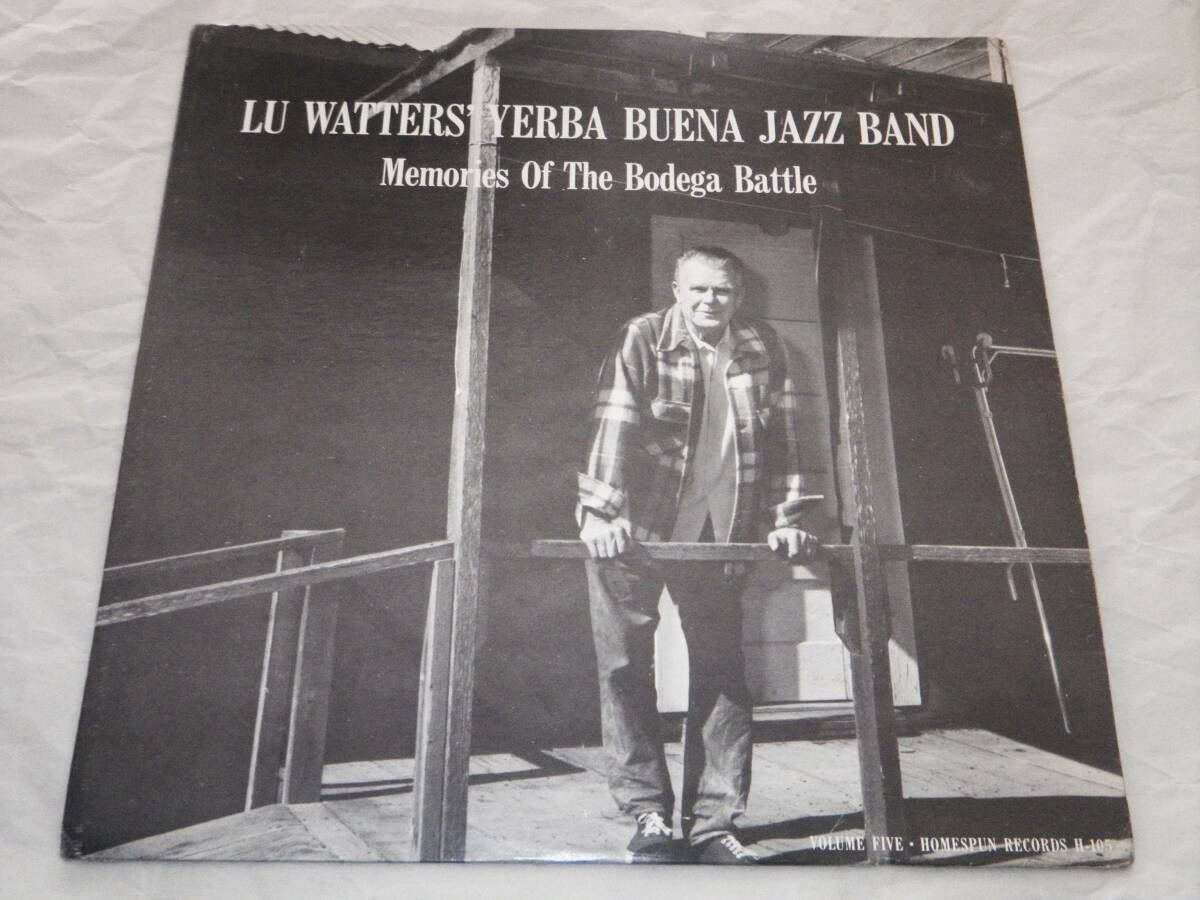 LU WATTERS' YERBA BUENA JAZZ BAND
Memories Of The Bodega Battle
VOLUME FIVE • HOMESPUN RECORDS H-105